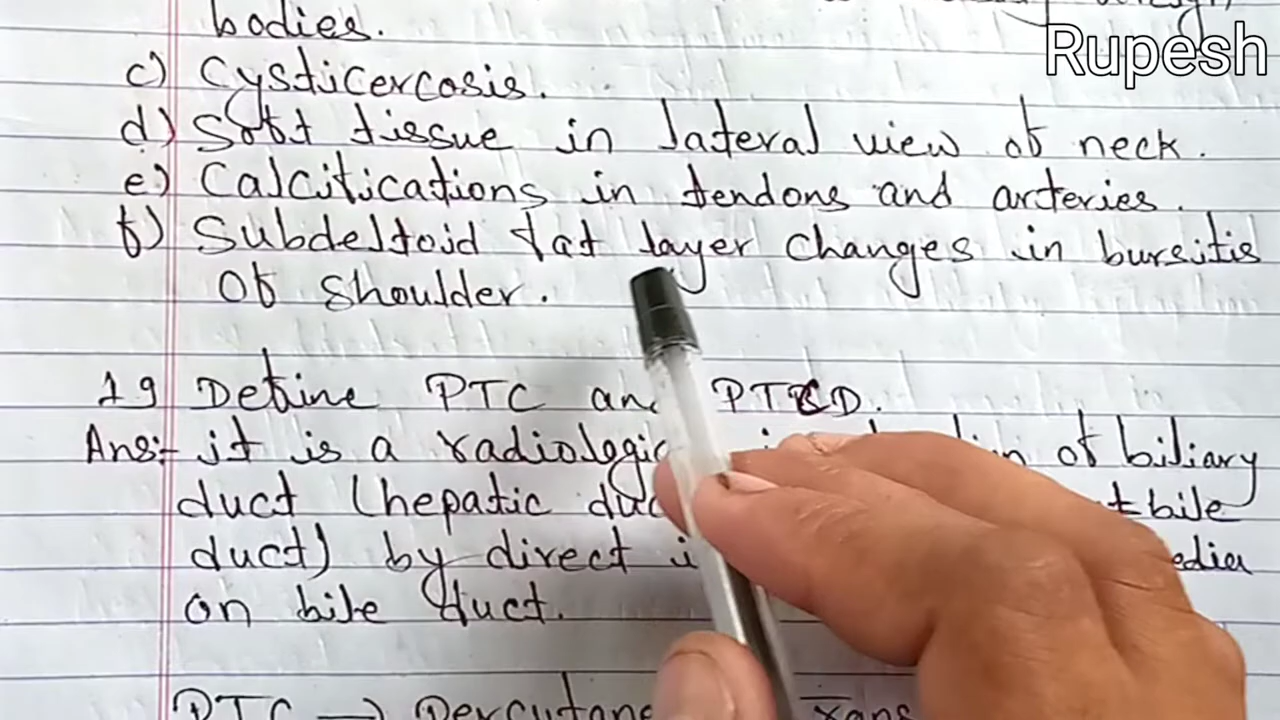 bodies.
Rupesh
c) Cysticercosis.
d) Soft tissue in lateral view of neck.
e) Calcifications in tendons and arteries.
f) Subdeltoid fat layer changes in bursitis
Of shoulder.
19 Define PTC and PTCD.
Ans:- it is a of biliary
duct (hepatic bile
duct) by direct
on bile duct.
PTC →